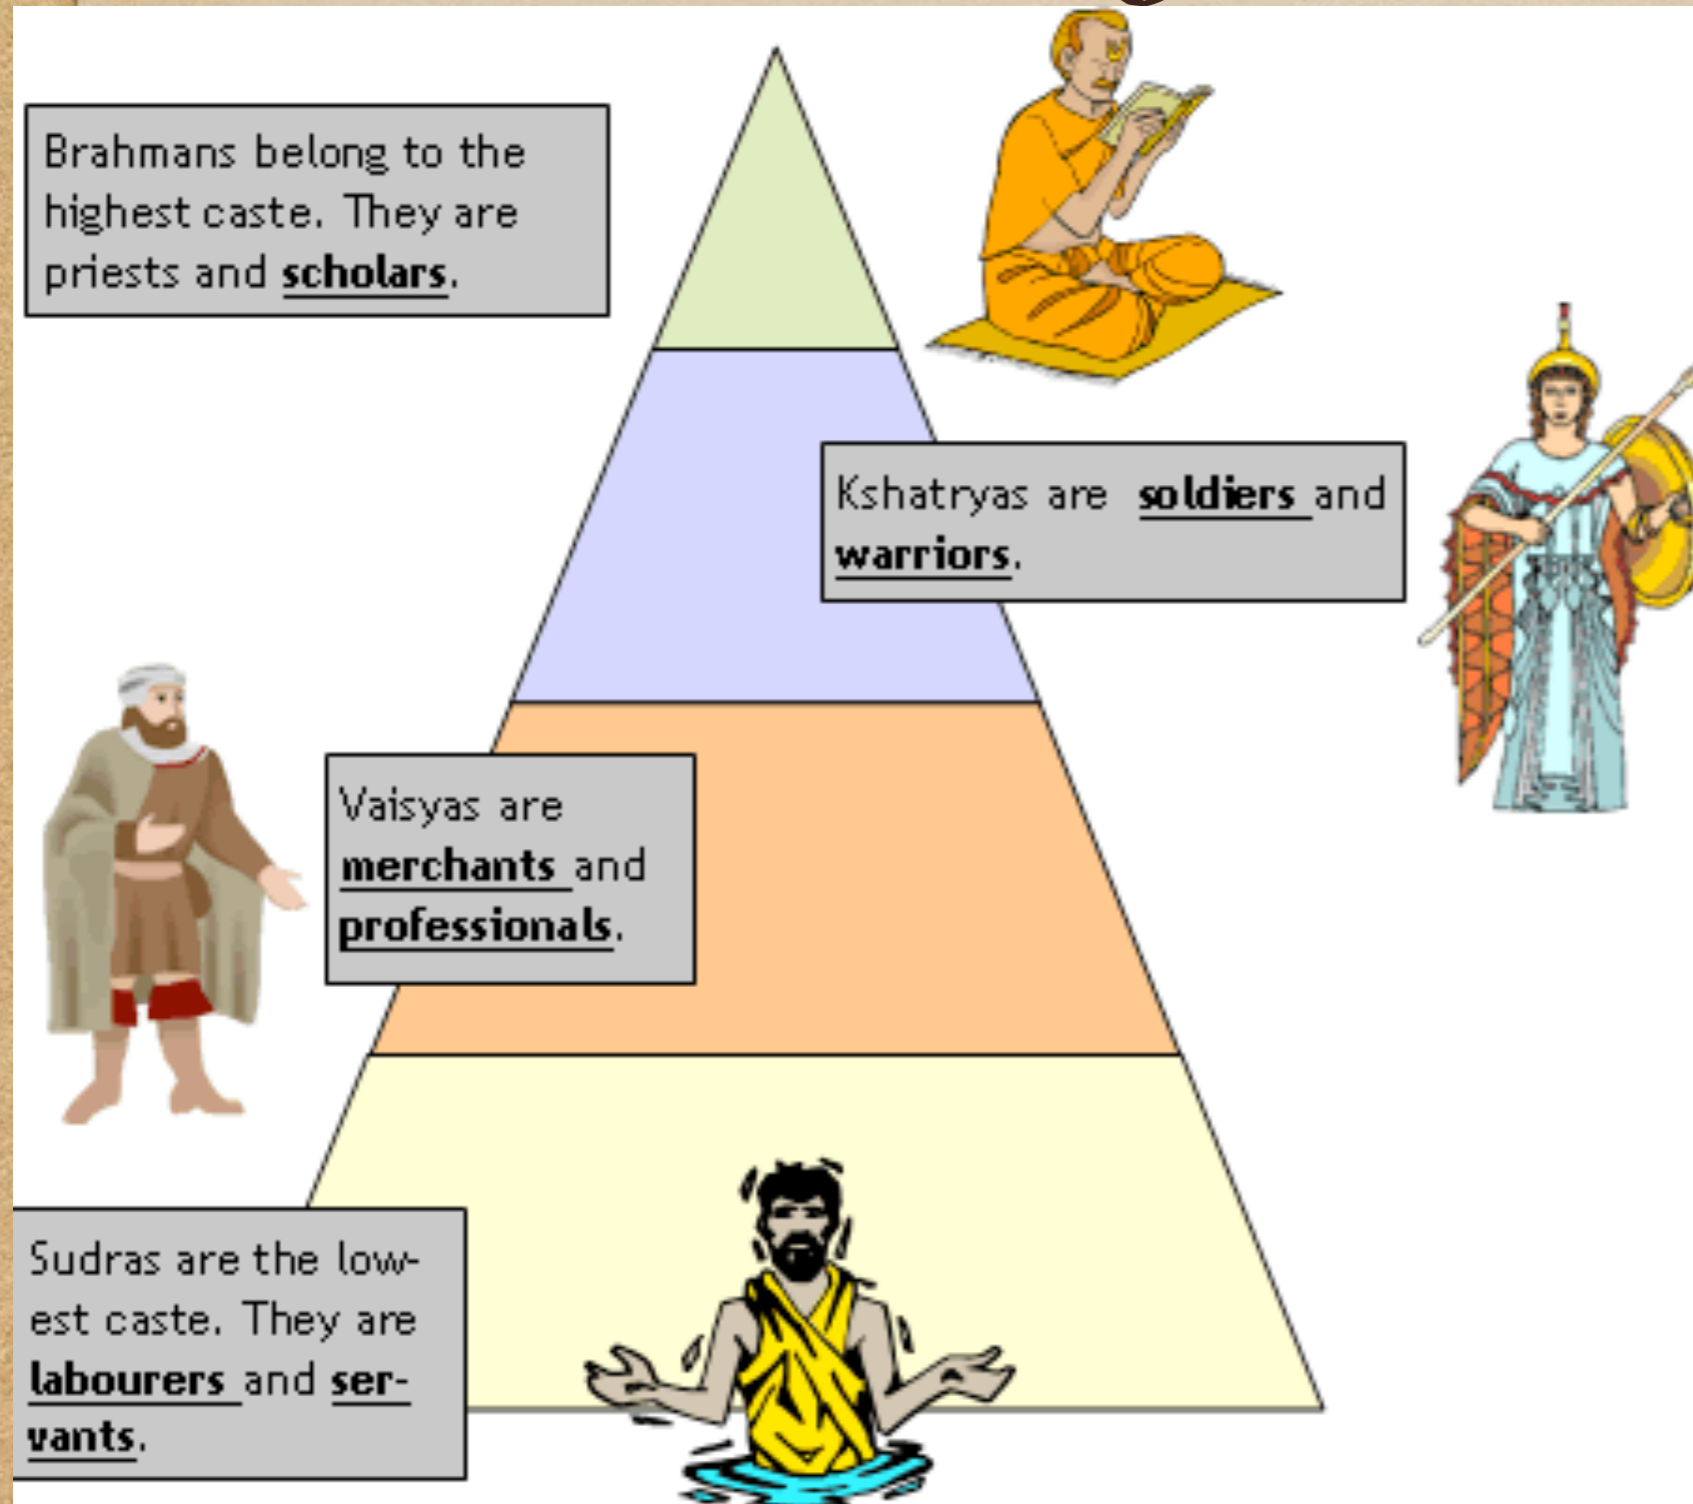 Brahmans belong to the
highest caste. They are
priests and scholars.
Kshatryas are soldiers and
warriors.
Vaisyas are
merchants and
professionals.
Sudras are the low-
est caste. They are
labourers and ser-
vants.